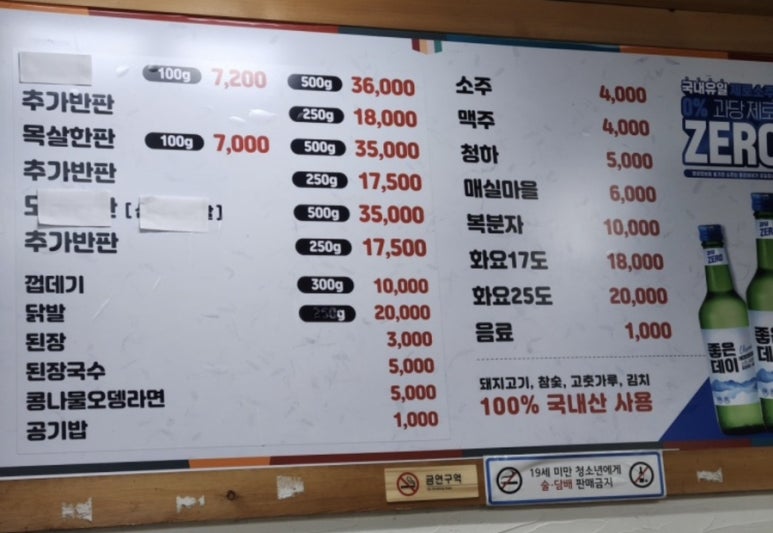 100g 7,200 500g 36,000
추가반판 250g 18,000
목살한판 100g 7,000 500g 35,000
추가반판 250g 17,500
500g 35,000
추가반판 250g 17,500
껍데기 300g 10,000
닭발 20,000
된장 3,000
된장국수 5,000
콩나물오뎅라면 5,000
공기밥 1,000
소주 4,000
맥주 4,000
청하 5,000
매실마을 6,000
복분자 10,000
화요17도 18,000
화요25도 20,000
음료 1,000
돼지고기, 참숯, 고춧가루, 김치
100% 국내산 사용
국내유일
0% 과당제로
ZERO
ZERO
좋은
데이
금연구역
19세 미만 청소년에게
술·담배 판매금지